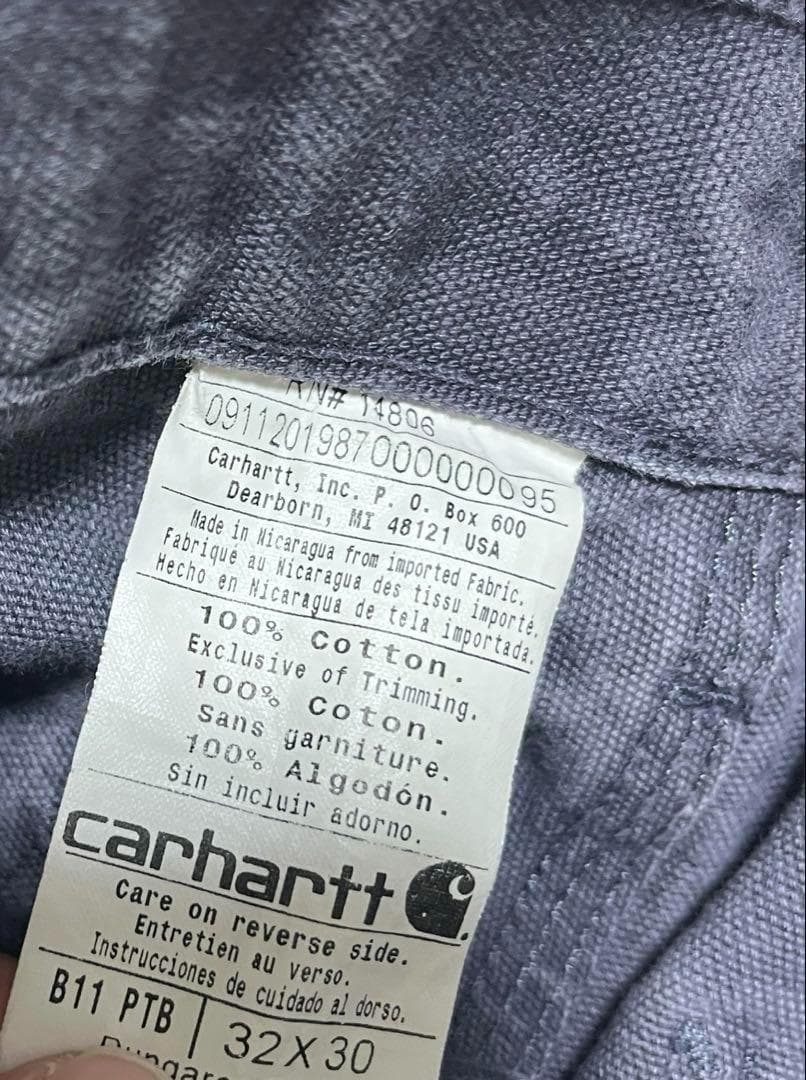 RN# 14806
0911201987000000095
Carhartt, Inc. P. O. Box 600
Dearborn, MI 48121 USA
Made in Nicaragua from imported Fabric.
Fabriqué au Nicaragua des tissu importé.
Hecho en Nicaragua de tela importada.
100% Cotton.
Exclusive of Trimming.
100% Coton.
Sans garniture.
100% Algodón.
Sin incluir adorno.
carhartt
Care on reverse side.
Entretien au verso.
Instrucciones de cuidado al dorso.
B11 PTB 32X30